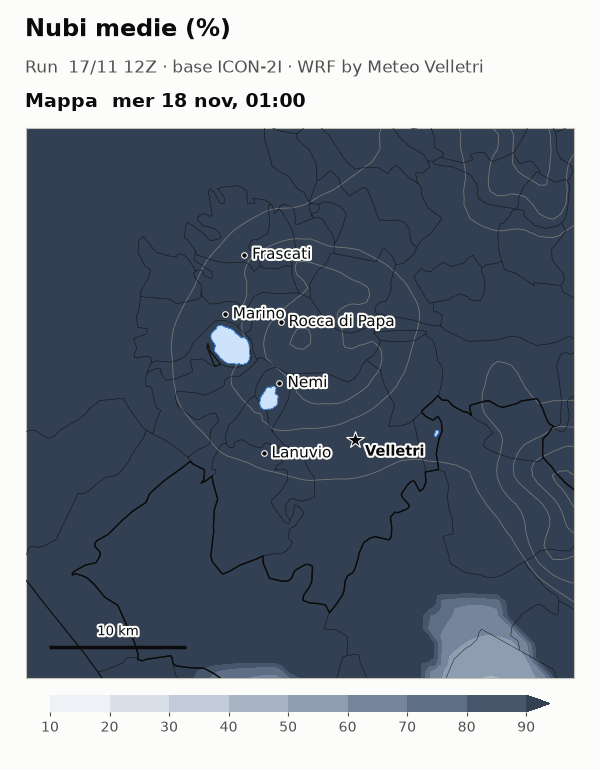 Nubi medie (%)
Run  17/11 12Z · base ICON-2I · WRF by Meteo Velletri
Mappa  mer 18 nov, 01:00
Frascati
Marino
Rocca di Papa
Nemi
Velletri
Lanuvio
10 km
10 20 30 40 50 60 70 80 90